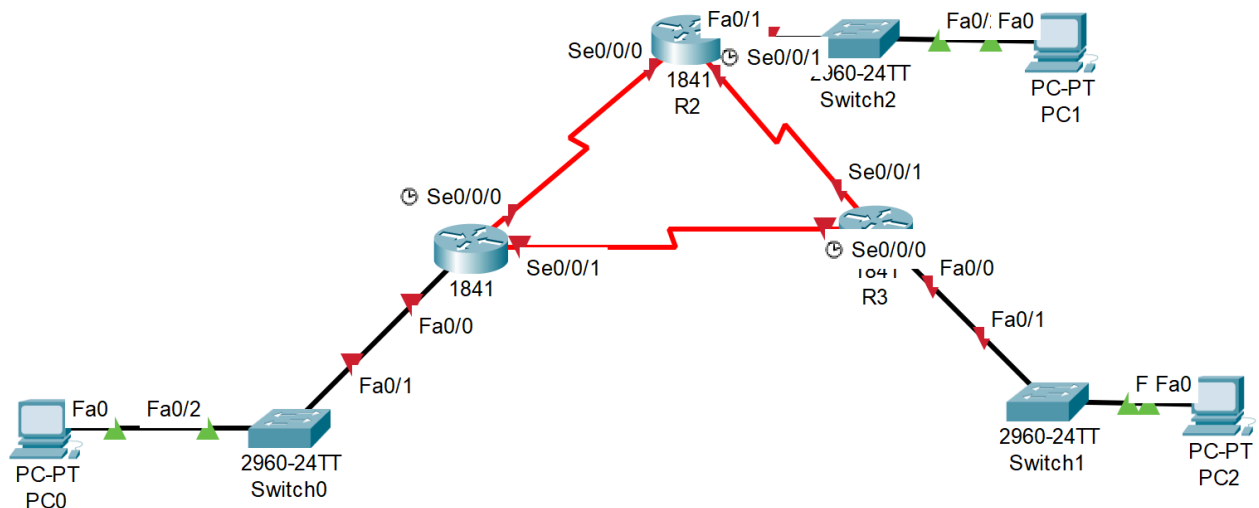 Fa0/1
Fa0/2
Fa0
Se0/0/0
Se0/0/1
1841
R2
2960-24TT
Switch2
PC-PT
PC1
Se0/0/1
Se0/0/0
Se0/0/1
1841
Se0/0/0
1841
R3
Fa0/0
Fa0/0
Fa0/1
Fa0/1
Fa0
Fa0/2
Fa0
PC-PT
PC0
2960-24TT
Switch0
2960-24TT
Switch1
PC-PT
PC2